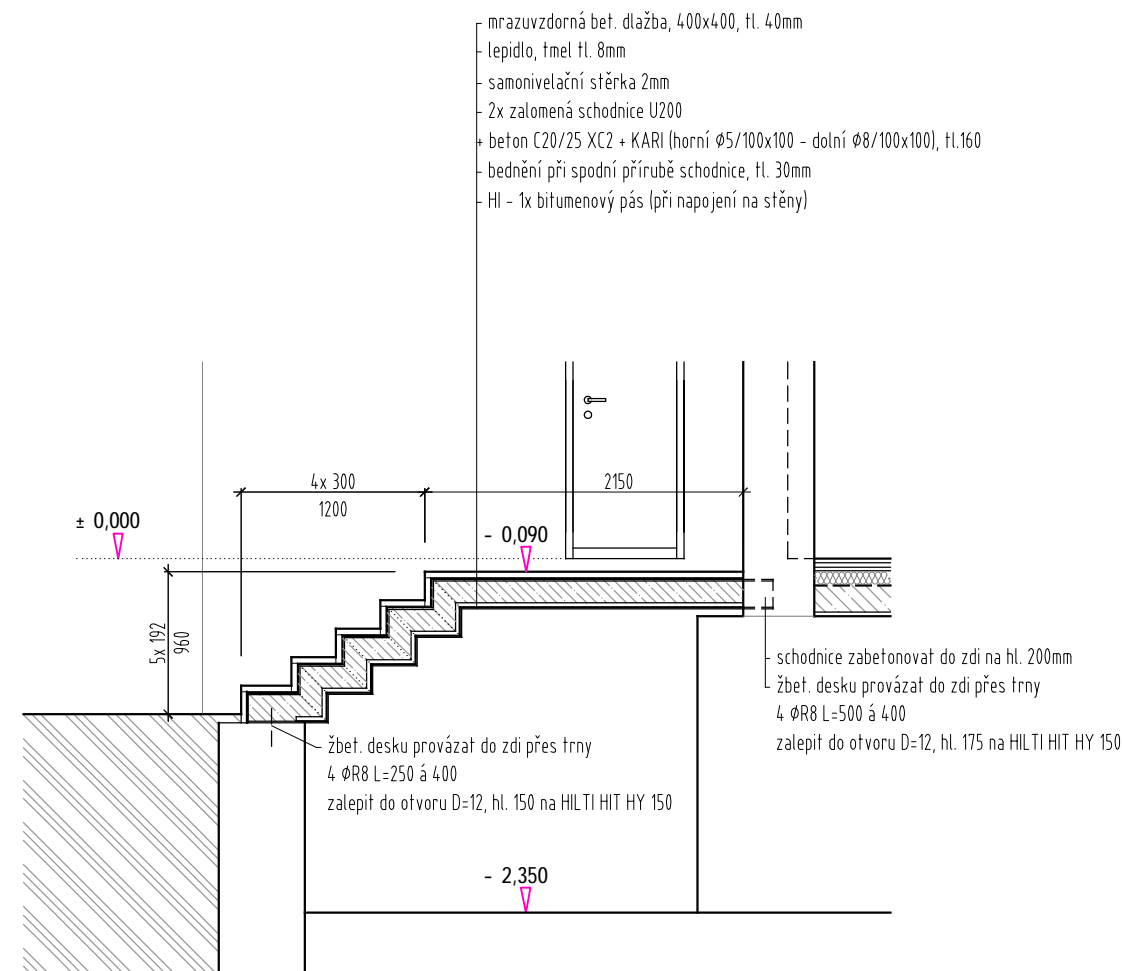 mrazuvzdorná bet. dlažba, 400x400, tl. 40mm
lepidlo, tmel tl. 8mm
samonivelační stěrka 2mm
2x zalomená schodnice U200
beton C20/25 XC2 + KARI (horní Ø5/100x100 - dolní Ø8/100x100), tl.160
bednění při spodní přírubě schodnice, tl. 30mm
HI - 1x bitumenový pás (při napojení na stěny)
4x 300
1200
2150
± 0,000
- 0,090
5x 192
960
schodnice zabetonovat do zdi na hl. 200mm
žbet. desku provázat do zdi přes trny
4 ØR8 L=500 á 400
zalepit do otvoru D=12, hl. 175 na HILTI HIT HY 150
žbet. desku provázat do zdi přes trny
4 ØR8 L=250 á 400
zalepit do otvoru D=12, hl. 150 na HILTI HIT HY 150
- 2,350